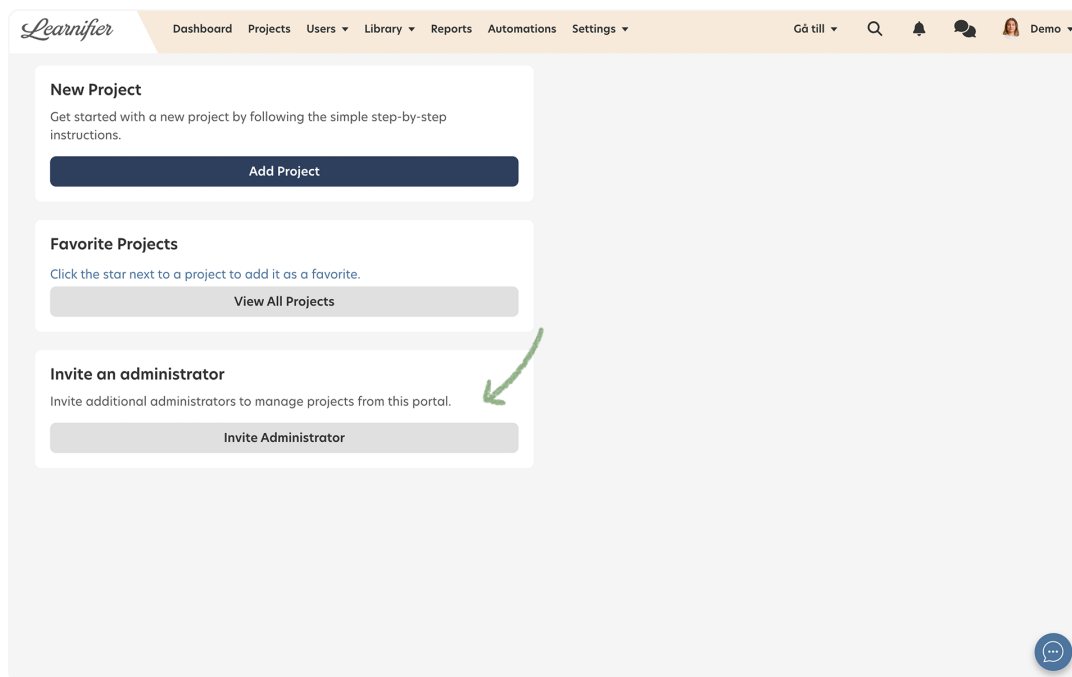 Learnifier
Dashboard Projects Users Library Reports Automations Settings Gå till Demo
New Project
Get started with a new project by following the simple step-by-step
instructions.
Add Project
Favorite Projects
Click the star next to a project to add it as a favorite.
View All Projects
Invite an administrator
Invite additional administrators to manage projects from this portal.
Invite Administrator